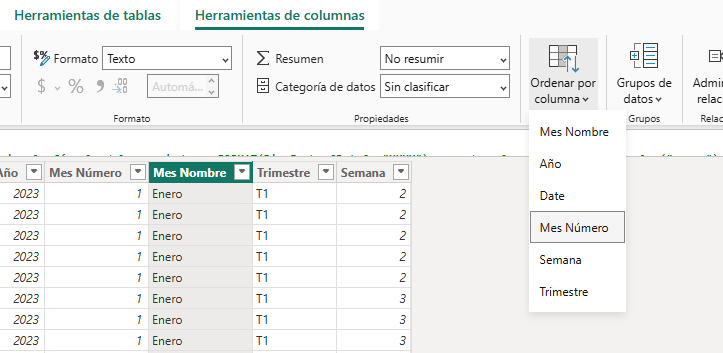 Herramientas de tablas Herramientas de columnas
$% Formato Texto
$ % Automá...
Formato
Resumen No resumir
Categoría de datos Sin clasificar
Propiedades
Ordenar por
columna
Grupos de
datos
Grupos
Mes Nombre
Año
Date
Mes Número
Semana
Trimestre
Año Mes Número Mes Nombre Trimestre Semana
2023 1 Enero T1 2
2023 1 Enero T1 2
2023 1 Enero T1 2
2023 1 Enero T1 2
2023 1 Enero T1 2
2023 1 Enero T1 3
2023 1 Enero T1 3
2023 1 Enero T1 3